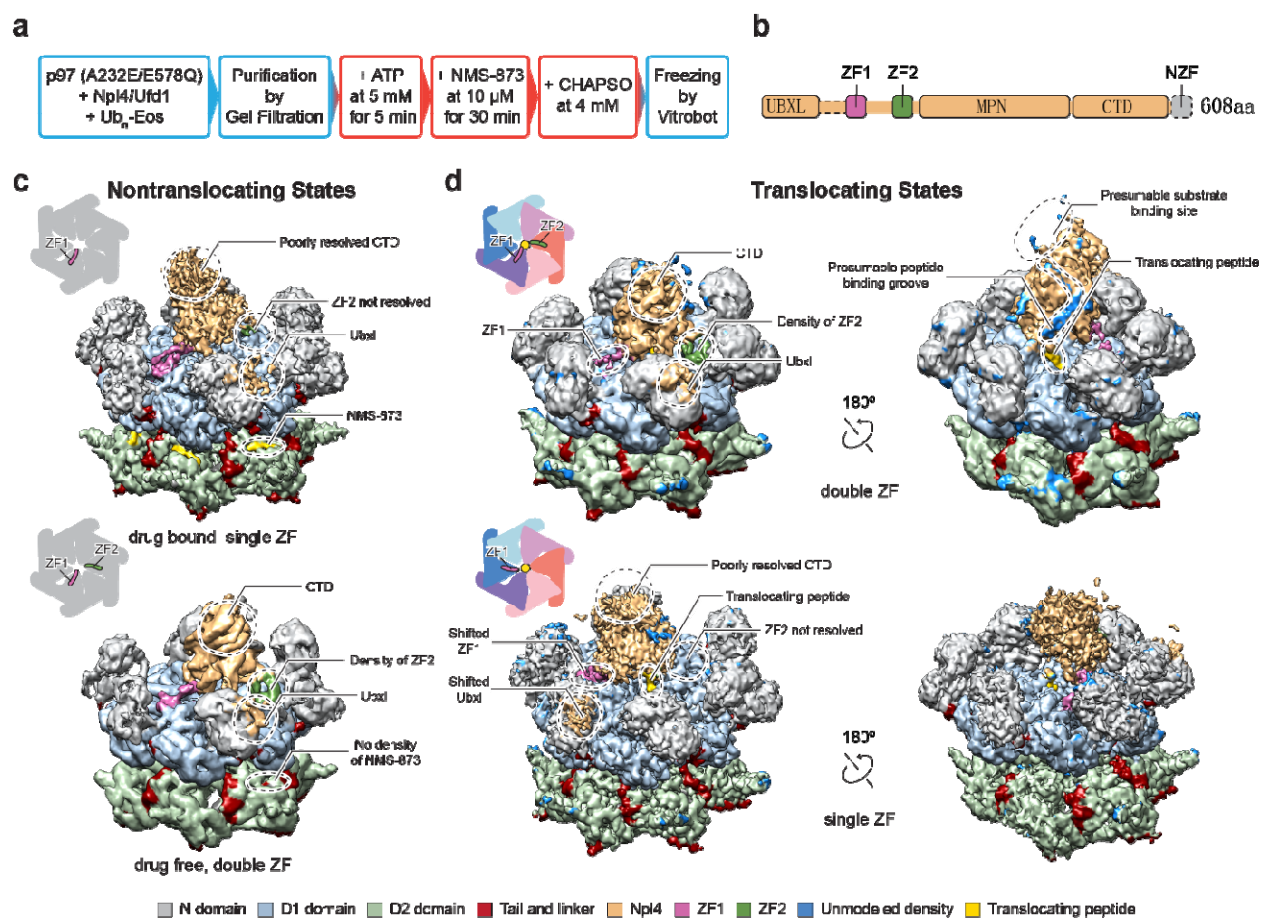 a
p97 (A232E/E578Q)
+ Npl4/Ufd1
+ Ubn-Eos
Purification
by
Gel Filtration
ATP
at 5 mM
for 5 min
NMS-873
at 10 µM
for 30 min
+ CHAPSO
at 4 mM
Freezing
by
Vitrobot
b
ZF1
ZF2
NZF
UBXL
MPN
CTD
608aa
c
Nontranslocating States
ZF1
Poorly resolved CTD
ZF2 not resolved
Ubxl
NMS-873
drug bound single ZF
ZF1
ZF2
CTD
Density of ZF2
Ubxl
No density
of NMS-873
drug free, double ZF
d
Translocating States
ZF1
ZF2
CTD
ZF1
Density of ZF2
Ubxl
Presumable substrate
binding site
Presumable peptide
binding groove
Translocating peptide
180º
double ZF
ZF1
Poorly resolved CTD
Translocating peptide
ZF2 not resolved
Shifted
ZF1
Shifted
Ubxl
180º
single ZF
N domain
D1 domain
D2 domain
Tail and linker
Npl4
ZF1
ZF2
Unmodeled density
Translocating peptide